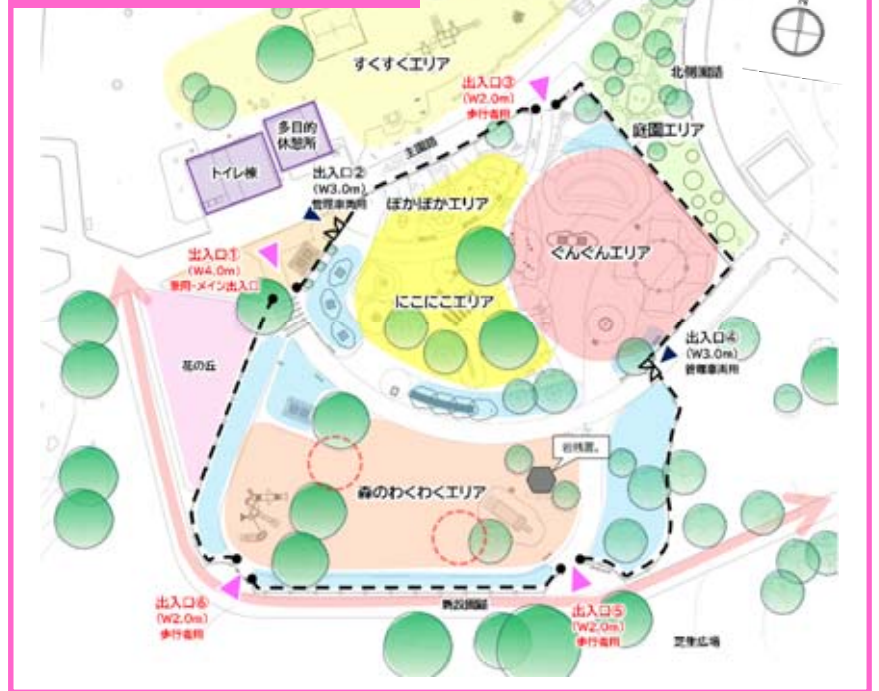 すくすくエリア
北側園路
出入口③
(W2.0m)
歩行者用
庭園エリア
多目的
休憩所
主園路
トイレ棟
出入口②
(W3.0m)
管理車両用
ぽかぽかエリア
ぐんぐんエリア
出入口①
(W4.0m)
兼用・メイン出入口
にこにこエリア
出入口④
(W3.0m)
管理車両用
花の丘
岩残置。
森のわくわくエリア
出入口⑥
(W2.0m)
歩行者用
新設園路
出入口⑤
(W2.0m)
歩行者用
芝生広場